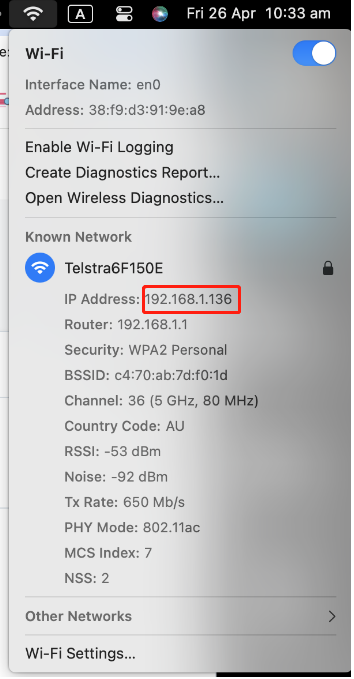 A Fri 26 Apr 10:33 am
Wi-Fi
Interface Name: en0
Address: 38:f9:d3:91:9e:a8
Enable Wi-Fi Logging
Create Diagnostics Report...
Open Wireless Diagnostics...
Known Network
Telstra6F150E
IP Address: 192.168.1.136
Router: 192.168.1.1
Security: WPA2 Personal
BSSID: c4:70:ab:7d:f0:1d
Channel: 36 (5 GHz, 80 MHz)
Country Code: AU
RSSI: -53 dBm
Noise: -92 dBm
Tx Rate: 650 Mb/s
PHY Mode: 802.11ac
MCS Index: 7
NSS: 2
Other Networks
Wi-Fi Settings...